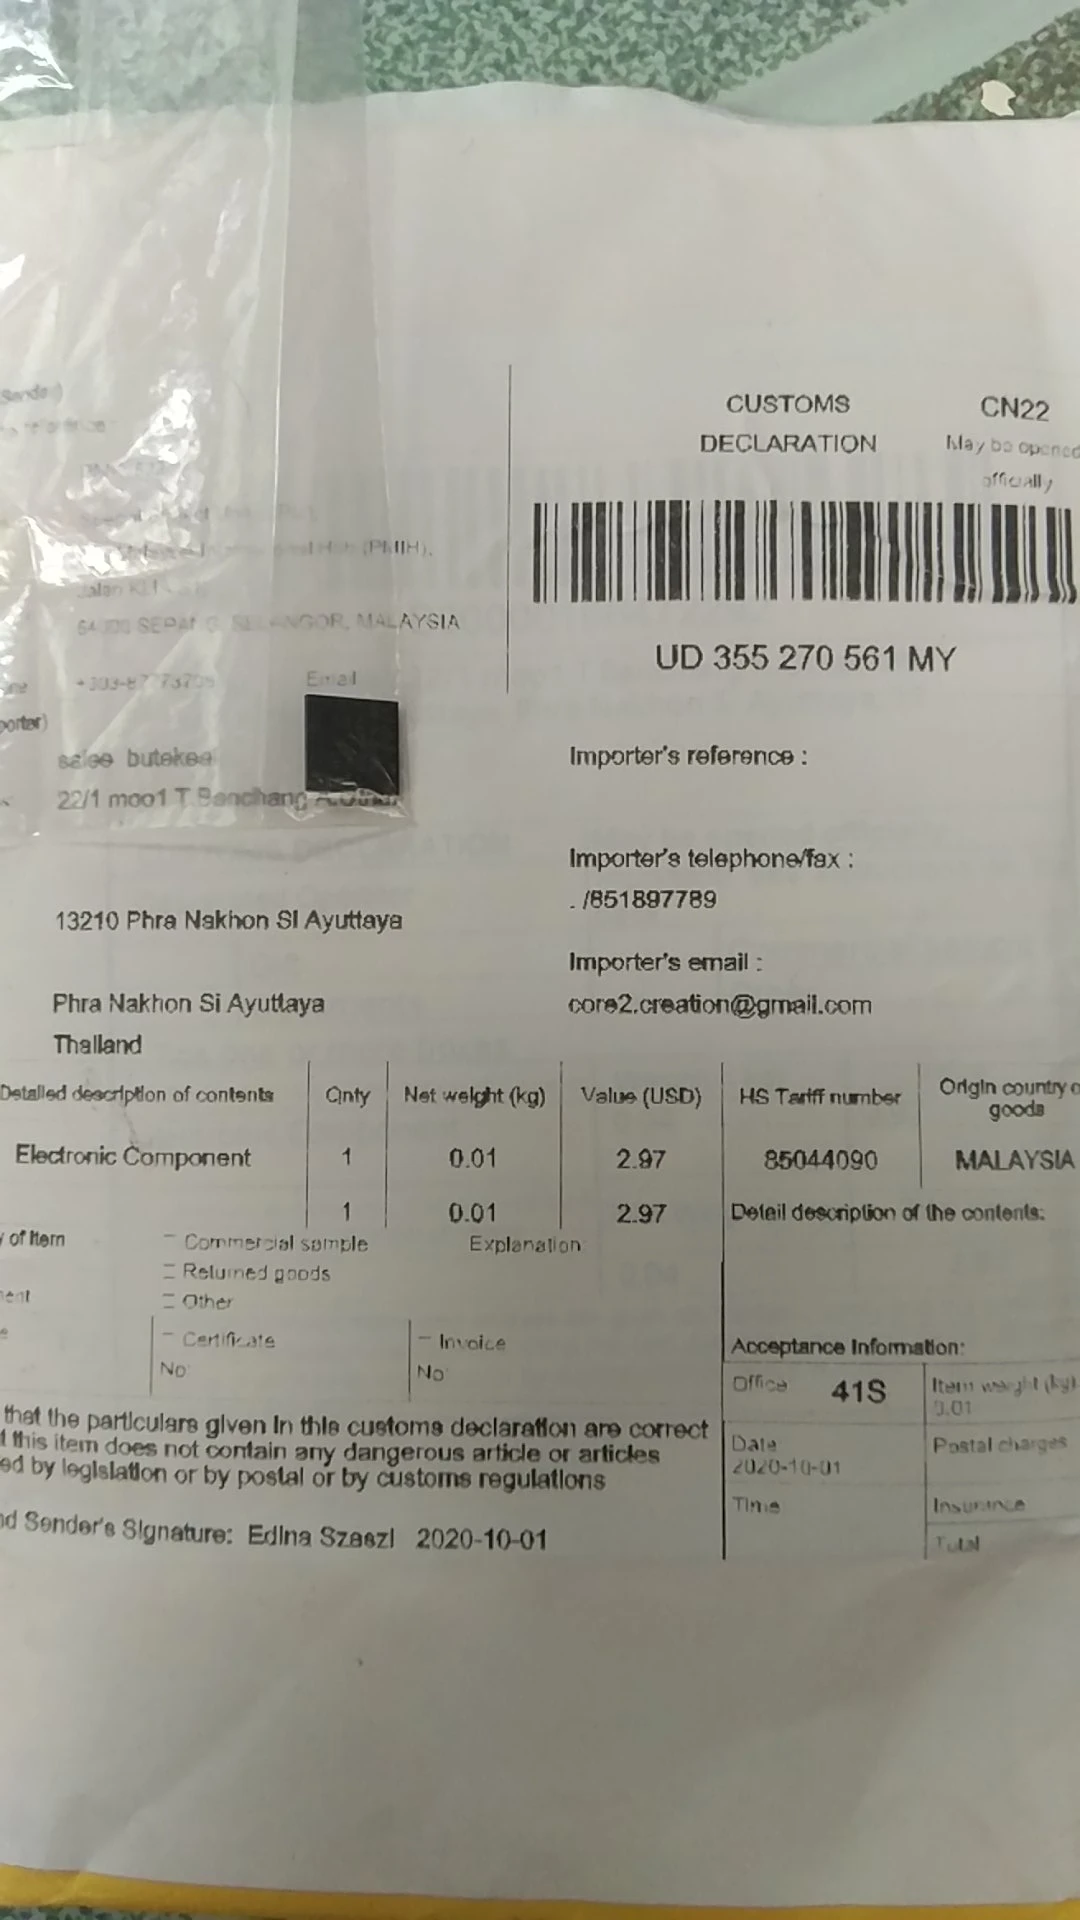 CUSTOMS
DECLARATION
CN22
May be opened
officially
(PMIH),
SELANGOR, MALAYSIA
UD 355 270 561 MY
Email
porter)
salee butekee
22/1 moo1 T.Banchang
13210 Phra Nakhon Si Ayuttaya
Phra Nakhon Si Ayuttaya
Thailand
Importer's reference :
Importer's telephone/fax :
. /851897789
Importer's email :
core2.creation@gmail.com
Detailed description of contents Qnty Net weight (kg) Value (USD) HS Tariff number Origin country o
goods
Electronic Component 1 0.01 2.97 85044090 MALAYSIA
1 0.01 2.97 Detail description of the contents:
of Item Commercial sample Explanation
Returned goods
Other
Certificate Invoice
No No
Acceptance Information:
Office 41S Item weight (kg)
0.01
Date Postal charges
2020-10-01
Time Insurance
Total
that the particulars given in this customs declaration are correct
this item does not contain any dangerous article or articles
ed by legislation or by postal or by customs regulations
nd Sender's Signature: Edina Szaszi 2020-10-01